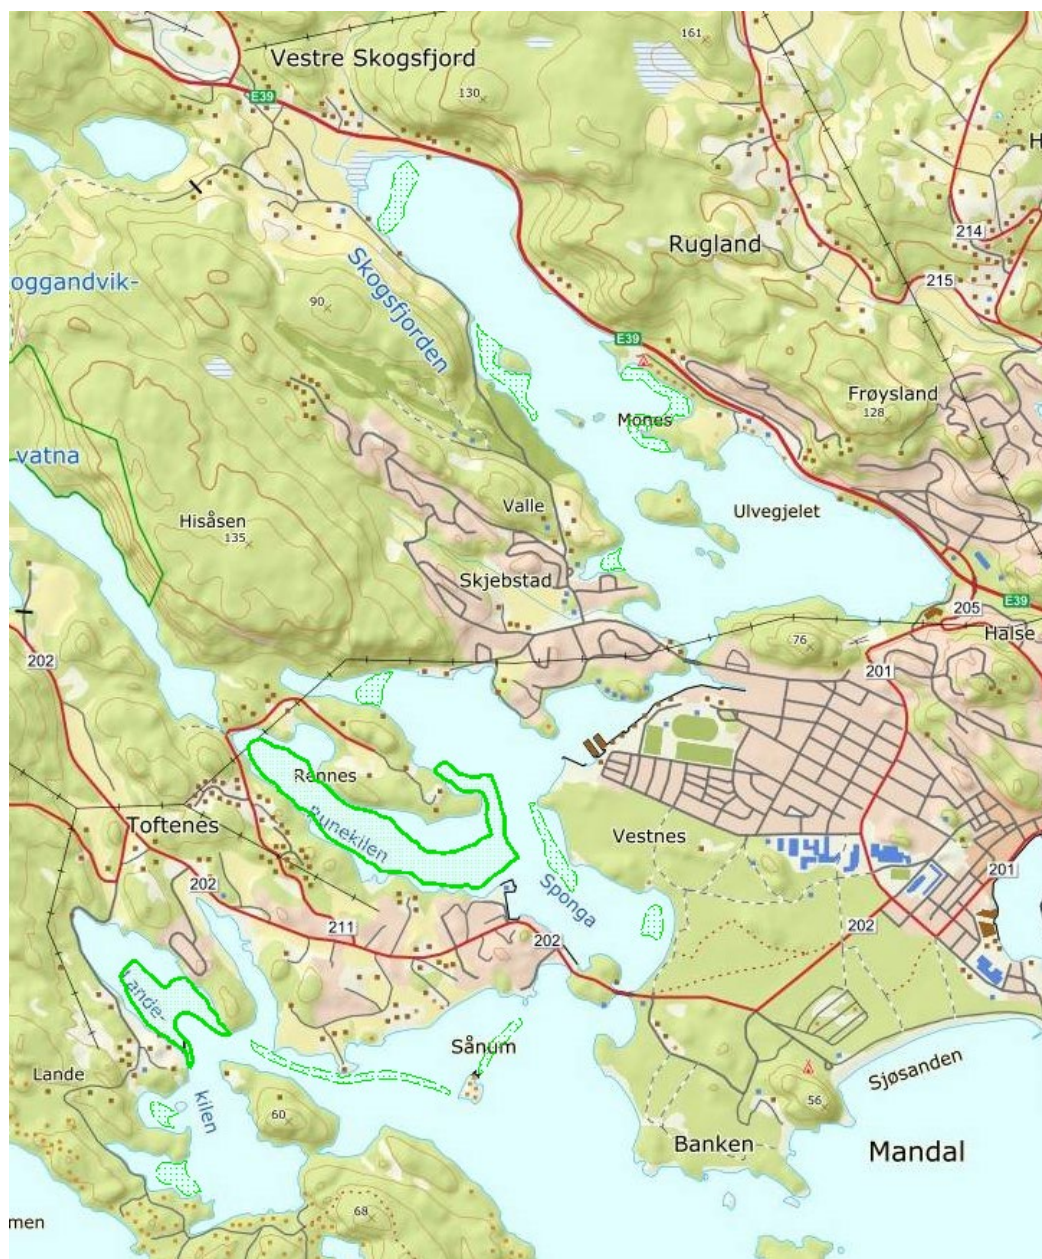 161
Vestre Skogsfjord
130
E39
H
214
Rugland
215
oggandvik-
Skogsfjorden
90
E39
Frøysland
128
Mones
vatna
Valle
Ulvegjelet
Hisåsen
135
Skjebstad
E39
205
Halse
76
202
201
Rønnes
Punekilen
Toftenes
Vestnes
202
Sponga
201
211
202
202
Lande-
Sånum
Lande
kilen
Sjøsanden
60
56
Banken
Mandal
68
men